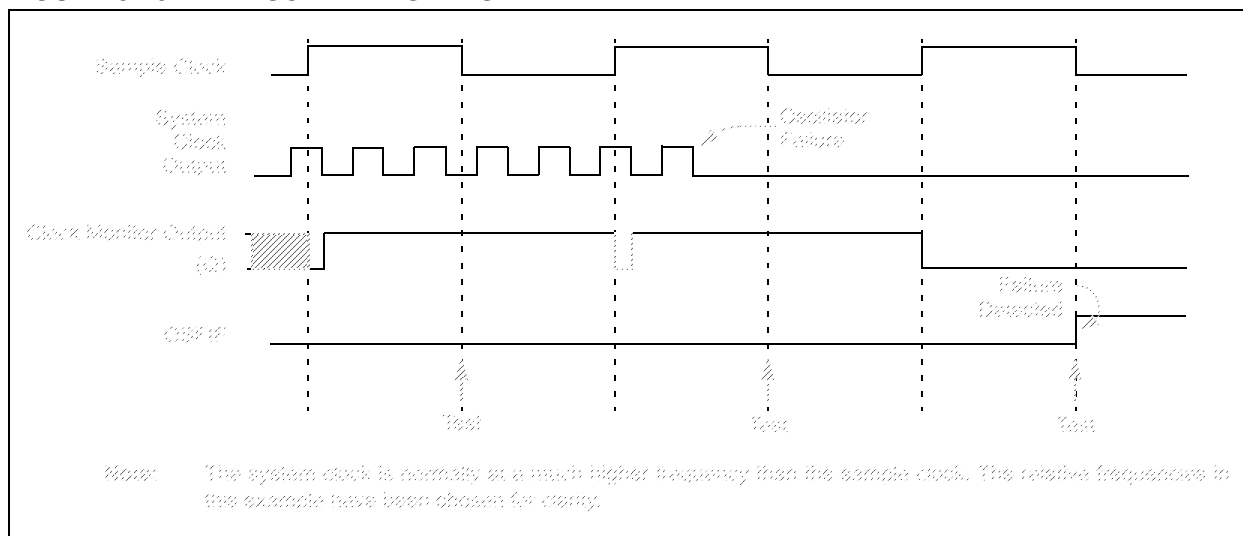 Sample Clock
System
Clock
Output
Oscillator
Failure
Clock Monitor Output
(Q)
Failure
Detected
OSFIF
Test
Test
Test
Note: The system clock is normally at a much higher frequency than the sample clock. The relative frequencies in
this example have been chosen for clarity.